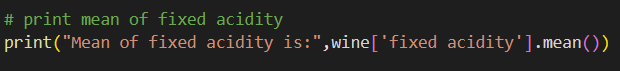 # print mean of fixed acidity
print("Mean of fixed acidity is:",wine['fixed acidity'].mean())